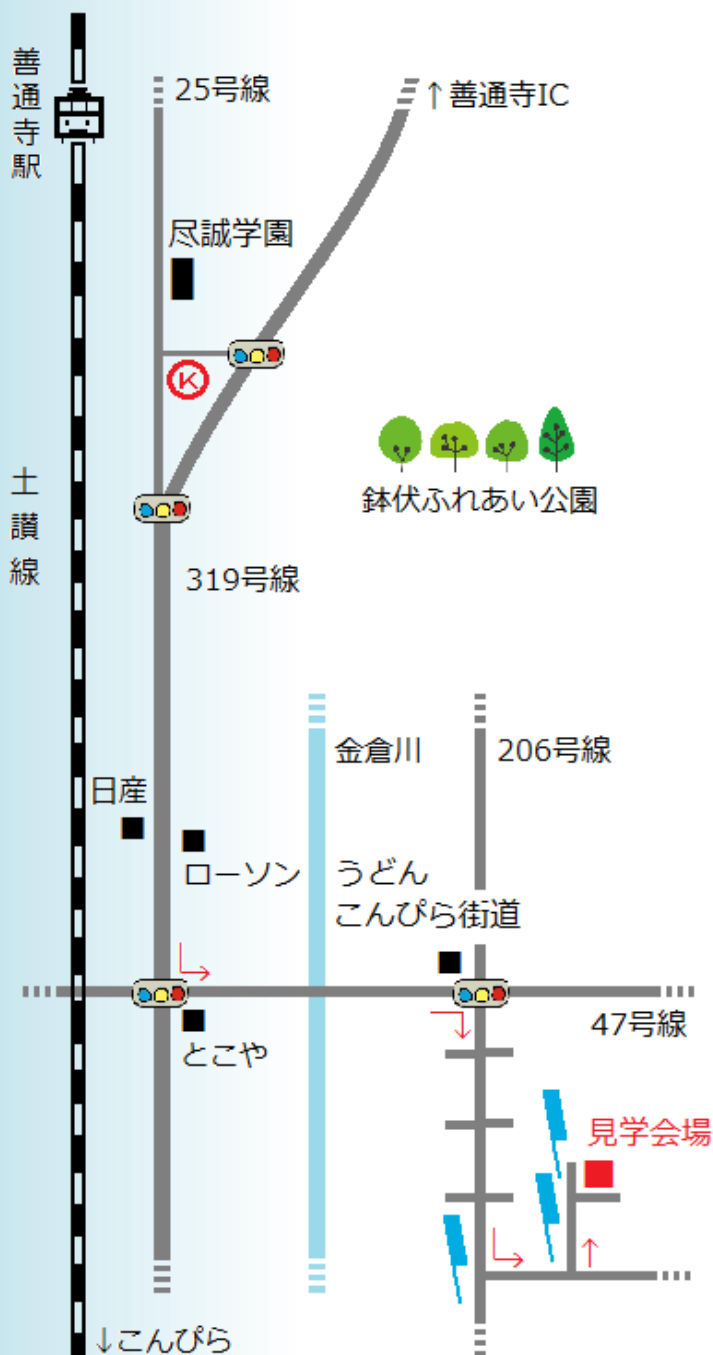 善通寺駅
25号線
↑善通寺IC
尽誠学園
K
鉢伏ふれあい公園
土讃線
319号線
金倉川
206号線
日産
ローソン
うどん
こんぴら街道
47号線
とこや
見学会場
↓こんぴら